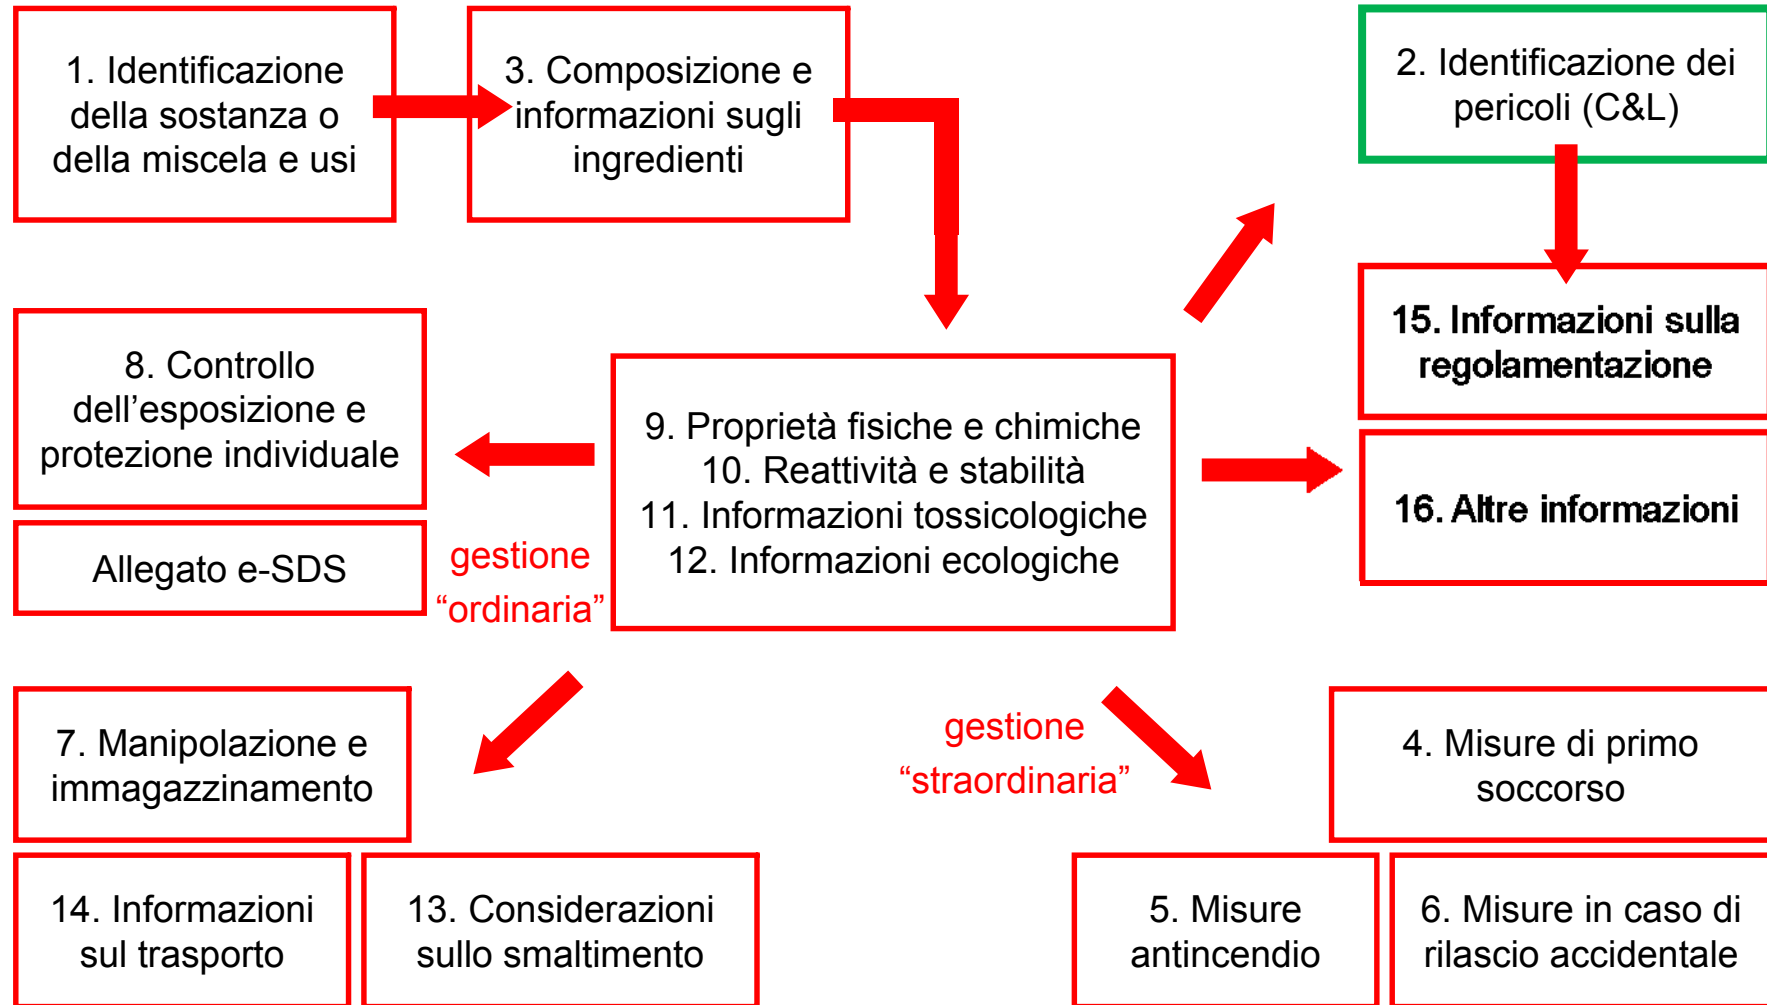 1. Identificazione
della sostanza o
della miscela e usi
3. Composizione e
informazioni sugli
ingredienti
2. Identificazione dei
pericoli (C&L)
15. Informazioni sulla
regolamentazione
16. Altre informazioni
8. Controllo
dell’esposizione e
protezione individuale
Allegato e-SDS
gestione
“ordinaria”
9. Proprietà fisiche e chimiche
10. Reattività e stabilità
11. Informazioni tossicologiche
12. Informazioni ecologiche
7. Manipolazione e
immagazzinamento
14. Informazioni
sul trasporto
13. Considerazioni
sullo smaltimento
gestione
“straordinaria”
4. Misure di primo
soccorso
5. Misure
antincendio
6. Misure in caso di
rilascio accidentale